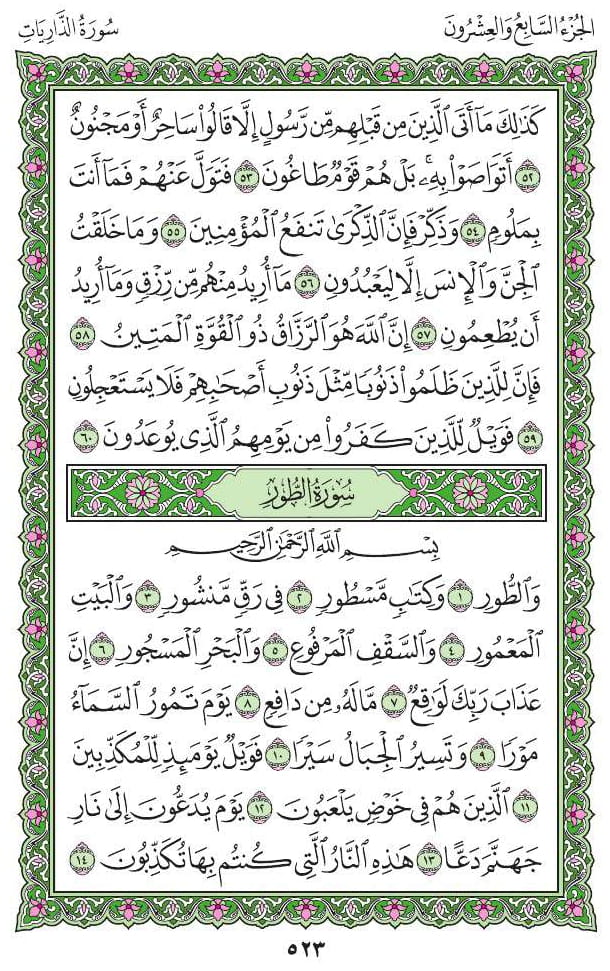 الجُزْءُ السَّابِعُ وَالعِشْرُونَ
سُورَةُ الذَّارِيَاتِ
كَذَٰلِكَ مَآ أَتَى ٱلَّذِينَ مِن قَبْلِهِم مِّن رَّسُولٍ إِلَّا قَالُوا۟ سَاحِرٌ أَوْ مَجْنُونٌ
٥٢ أَتَوَاصَوْا۟ بِهِۦ ۚ بَلْ هُمْ قَوْمٌ طَاغُونَ ٥٣ فَتَوَلَّ عَنْهُمْ فَمَآ أَنتَ
بِمَلُومٍ ٥٤ وَذَكِّرْ فَإِنَّ ٱلذِّكْرَىٰ تَنفَعُ ٱلْمُؤْمِنِينَ ٥٥ وَمَا خَلَقْتُ
ٱلْجِنَّ وَٱلْإِنسَ إِلَّا لِيَعْبُدُونِ ٥٦ مَآ أُرِيدُ مِنْهُم مِّن رِّزْقٍ وَمَآ أُرِيدُ
أَن يُطْعِمُونِ ٥٧ إِنَّ ٱللَّهَ هُوَ ٱلرَّزَّاقُ ذُو ٱلْقُوَّةِ ٱلْمَتِينُ ٥٨
فَإِنَّ لِلَّذِينَ ظَلَمُوا۟ ذَنُوبًا مِّثْلَ ذَنُوبِ أَصْحَٰبِهِمْ فَلَا يَسْتَعْجِلُونِ
٥٩ فَوَيْلٌ لِّلَّذِينَ كَفَرُوا۟ مِن يَوْمِهِمُ ٱلَّذِى يُوعَدُونَ ٦٠
سُورَةُ الطُّورِ
بِسْمِ ٱللَّهِ ٱلرَّحْمَٰنِ ٱلرَّحِيمِ
وَٱلطُّورِ ١ وَكِتَٰبٍ مَّسْطُورٍ ٢ فِى رَقٍّ مَّنشُورٍ ٣ وَٱلْبَيْتِ
ٱلْمَعْمُورِ ٤ وَٱلسَّقْفِ ٱلْمَرْفُوعِ ٥ وَٱلْبَحْرِ ٱلْمَسْجُورِ ٦ إِنَّ
عَذَابَ رَبِّكَ لَوَٰقِعٌ ٧ مَّا لَهُۥ مِن دَافِعٍ ٨ يَوْمَ تَمُورُ ٱلسَّمَآءُ
مَوْرًا ٩ وَتَسِيرُ ٱلْجِبَالُ سَيْرًا ١٠ فَوَيْلٌ يَوْمَئِذٍ لِّلْمُكَذِّبِينَ
١١ ٱلَّذِينَ هُمْ فِى خَوْضٍ يَلْعَبُونَ ١٢ يَوْمَ يُدَعُّونَ إِلَىٰ نَارِ
جَهَنَّمَ دَعًّا ١٣ هَٰذِهِ ٱلنَّارُ ٱلَّتِى كُنتُم بِهَا تُكَذِّبُونَ ١٤
٥٢٣